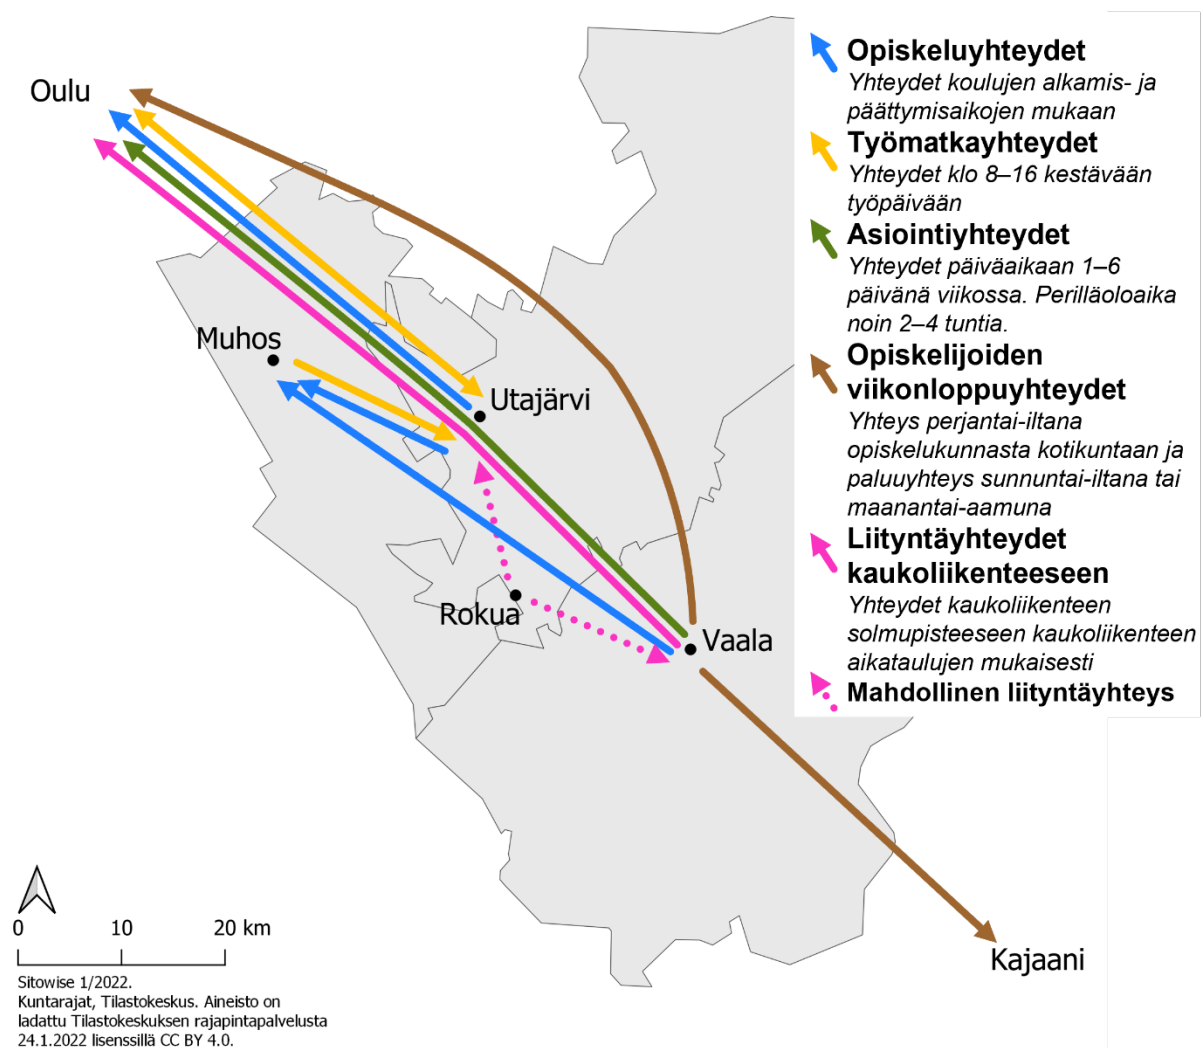 Oulu
Muhos
Utajärvi
Rokua
Vaala
Kajaani
Opiskeluyhteydet
Yhteydet koulujen alkamis- ja
päättymisaikojen mukaan
Työmatkayhteydet
Yhteydet klo 8–16 kestävään
työpäivään
Asiointiyhteydet
Yhteydet päiväaikaan 1–6
päivänä viikossa. Perilläoloaika
noin 2–4 tuntia.
Opiskelijoiden
viikonloppuyhteydet
Yhteys perjantai-iltana
opiskelukunnasta kotikuntaan ja
paluuyhteys sunnuntai-iltana tai
maanantai-aamuna
Liityntäyhteydet
kaukoliikenteeseen
Yhteydet kaukoliikenteen
solmupisteeseen kaukoliikenteen
aikataulujen mukaisesti
Mahdollinen liityntäyhteys
0 10 20 km
Sitowise 1/2022.
Kuntarajat, Tilastokeskus. Aineisto on
ladattu Tilastokeskuksen rajapintapalvelusta
24.1.2022 lisenssillä CC BY 4.0.